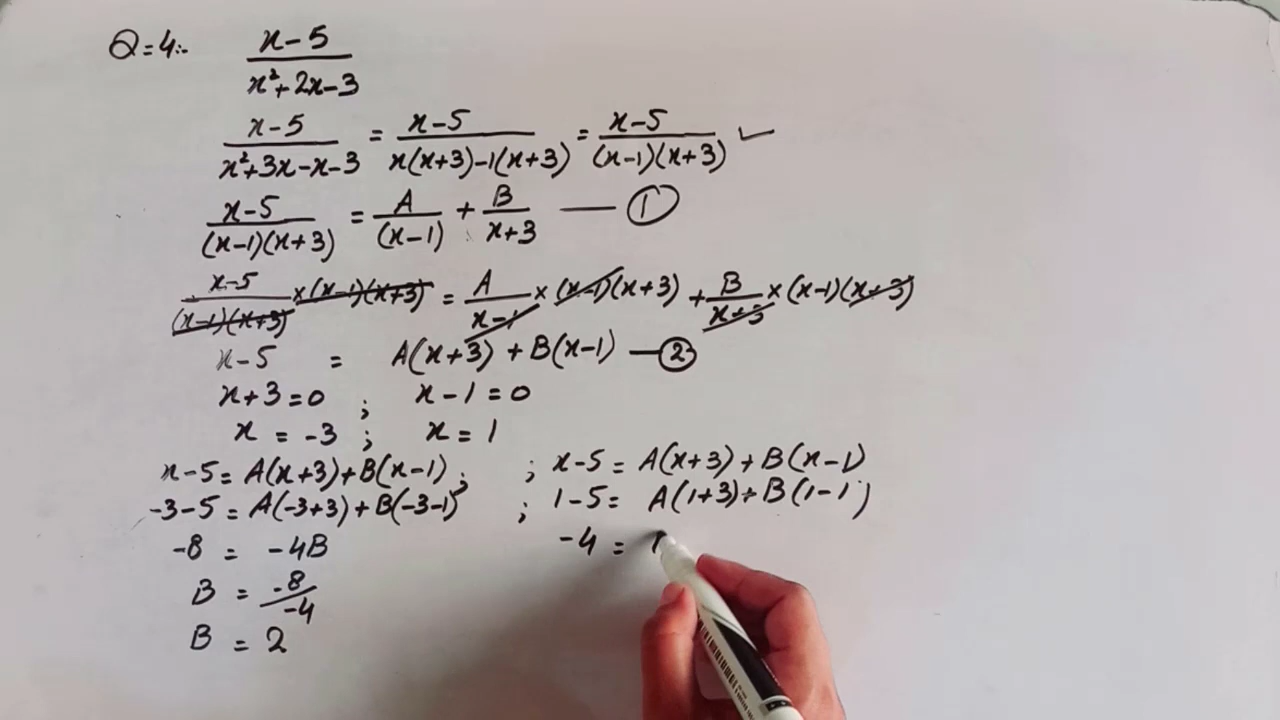 Q=4:- x-5/x²+2x-3
x-5/x²+3x-x-3 = x-5/x(x+3)-1(x+3) = x-5/(x-1)(x+3) ✓
x-5/(x-1)(x+3) = A/(x-1) + B/x+3 — ①
x-5/(x-1)(x+3) × (x-1)(x+3) = A/x-1 × (x-1)(x+3) + B/x+3 × (x-1)(x+3)
x-5 = A(x+3) + B(x-1) — ②
x+3=0 ; x-1=0
x = -3 ; x = 1
x-5 = A(x+3)+B(x-1) ; ; x-5 = A(x+3) + B(x-1)
-3-5 = A(-3+3)+B(-3-1) ; 1-5 = A(1+3)+B(1-1)
-8 = -4B -4 =
B = -8/-4
B = 2